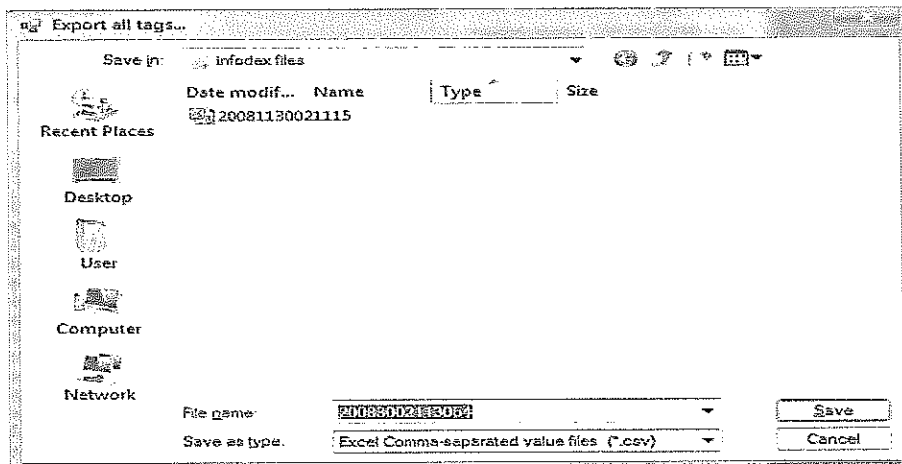 Export all tags...
Save in: infodex files
Date modif... Name Type Size
20081130021115
Recent Places
Desktop
User
Computer
Network
File name:
Save
Save as type. Excel Comma-saparated value files (*.csv)
Cancel